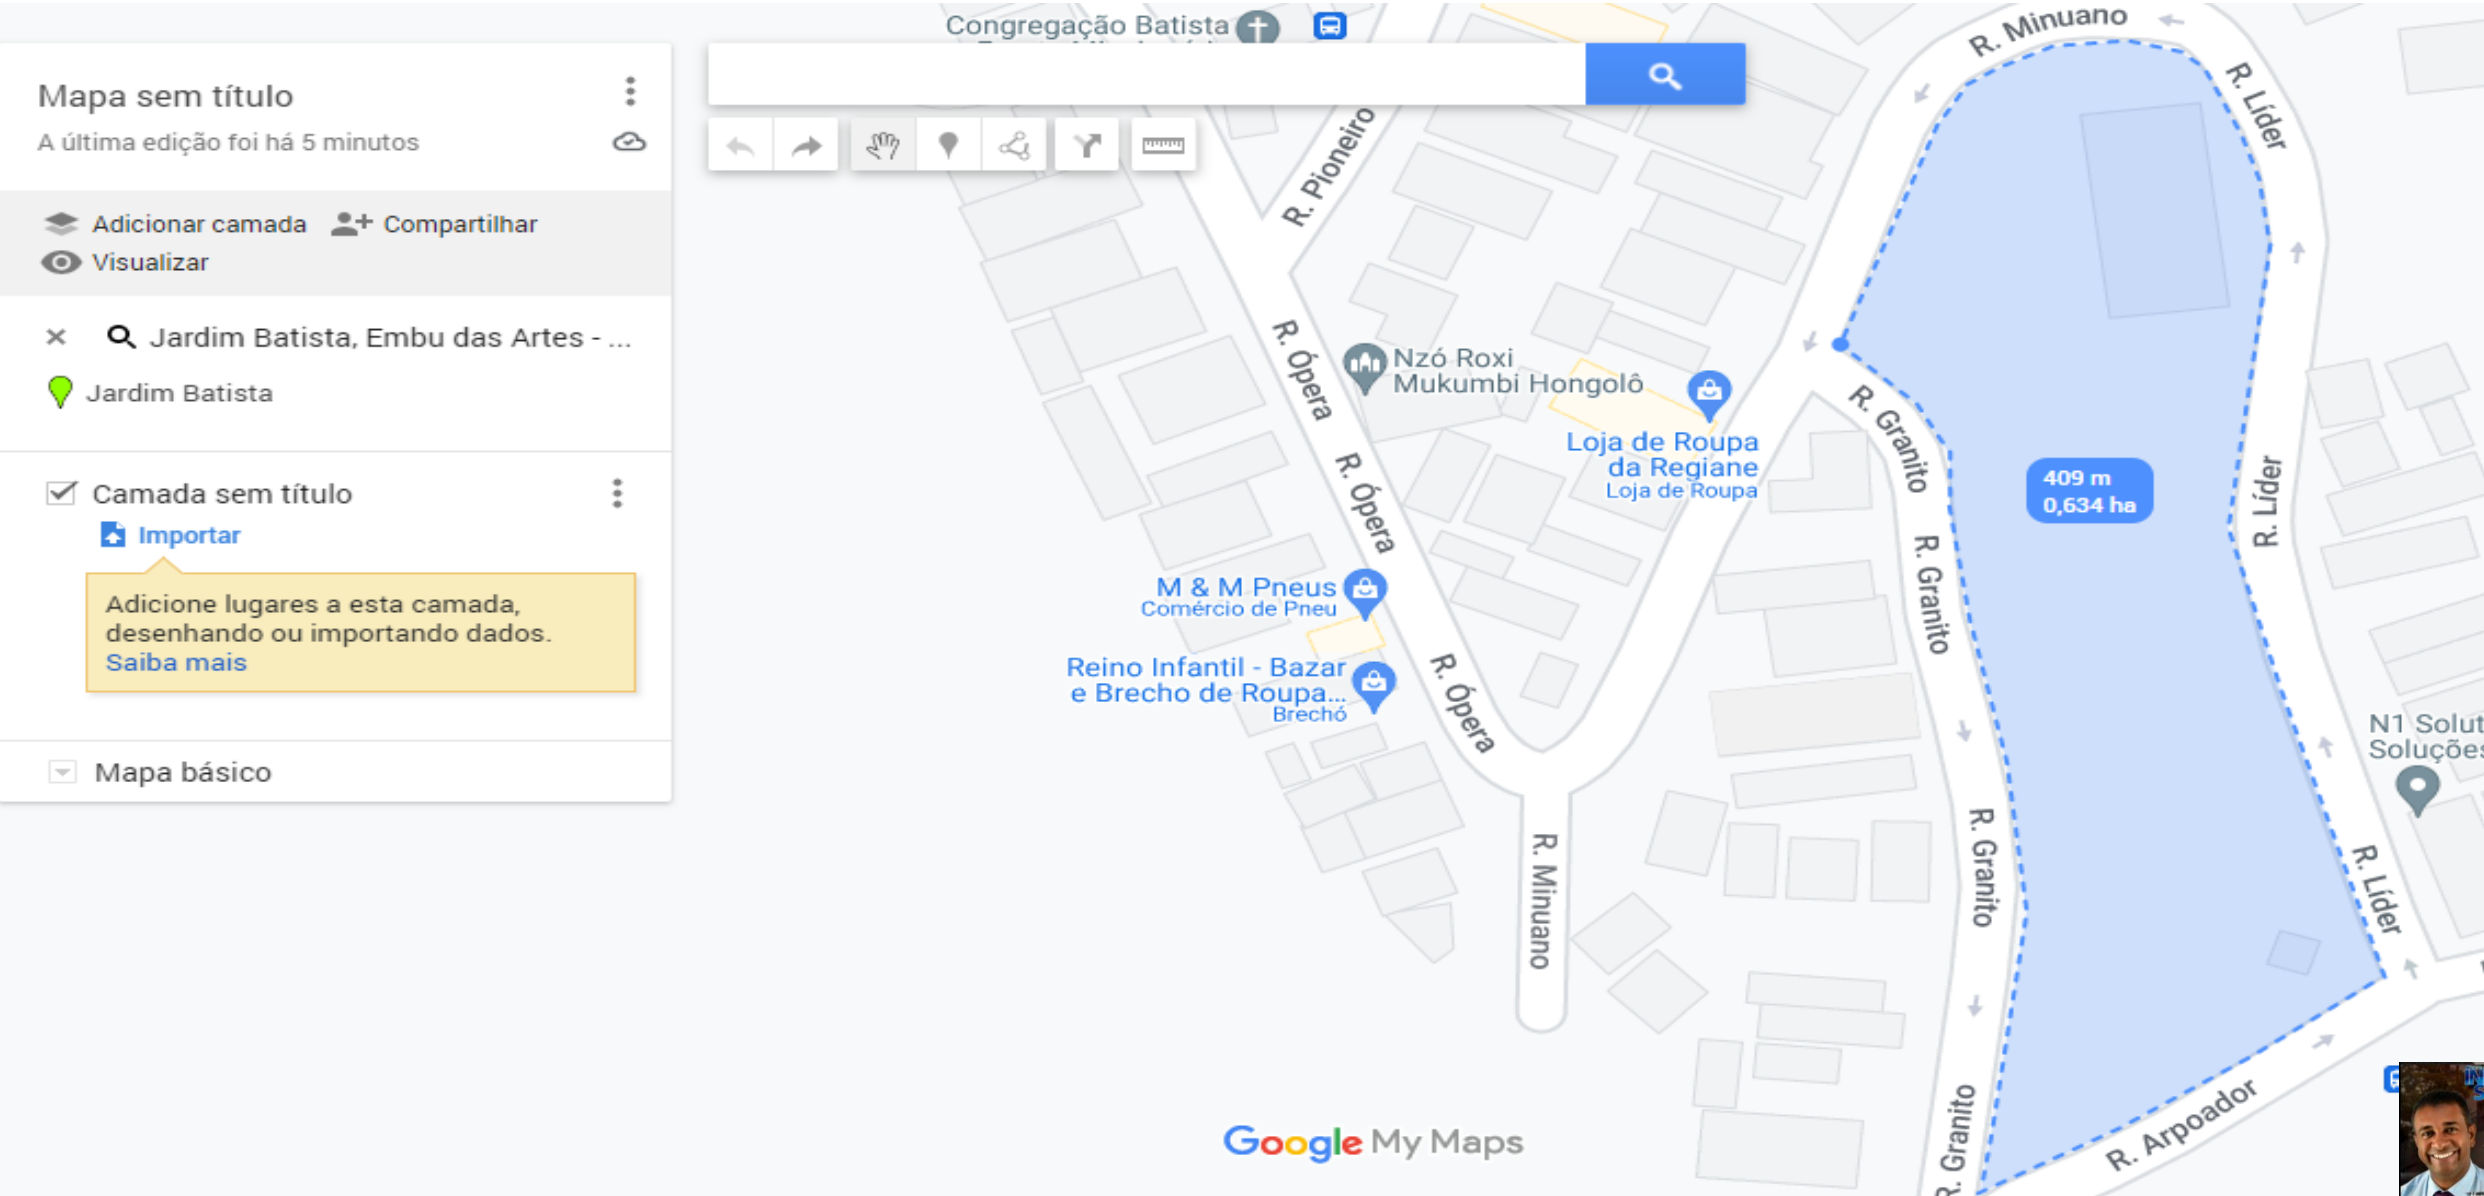 Congregação Batista
Mapa sem título
A última edição foi há 5 minutos
Adicionar camada
Compartilhar
Visualizar
Jardim Batista, Embu das Artes - ...
Jardim Batista
Camada sem título
Importar
Adicione lugares a esta camada,
desenhando ou importando dados.
Saiba mais
Mapa básico
R. Pioneiro
R. Minuano
R. Líder
R. Ópera
Nzó Roxi
Mukumbi Hongolô
Loja de Roupa
da Regiane
Loja de Roupa
R. Granito
R. Ópera
409 m
0,634 ha
R. Líder
M & M Pneus
Comércio de Pneu
R. Granito
Reino Infantil - Bazar
e Brecho de Roupa...
Brechó
R. Ópera
N1 Solut
Soluções
R. Minuano
R. Granito
R. Líder
R. Granito
R. Arpoador
Google My Maps